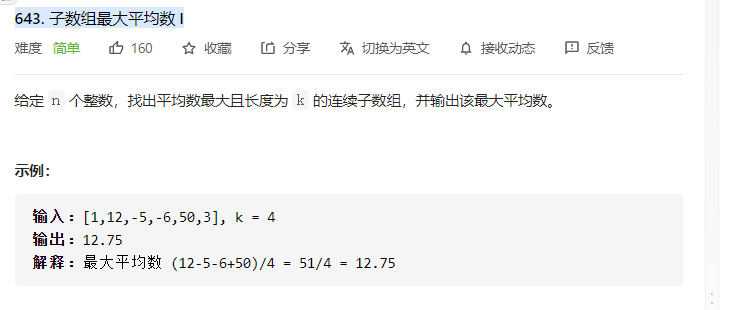 643. 子数组最大平均数 I
难度 简单 160 收藏 分享 切换为英文 接收动态 反馈
给定 n 个整数，找出平均数最大且长度为 k 的连续子数组，并输出该最大平均数。
示例：
输入：[1,12,-5,-6,50,3], k = 4
输出：12.75
解释：最大平均数 (12-5-6+50)/4 = 51/4 = 12.75